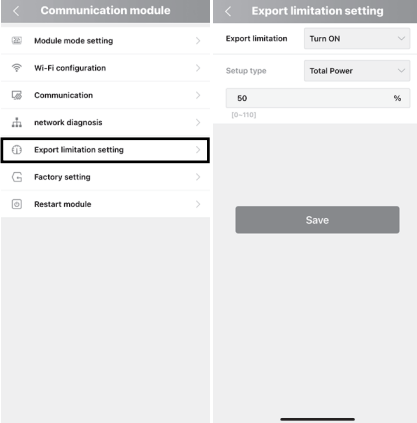 Communication module
Module mode setting
Wi-Fi configuration
Communication
network diagnosis
Export limitation setting
Factory setting
Restart module
Export limitation setting
Export limitation Turn ON
Setup type Total Power
50 %
[0~110]
Save